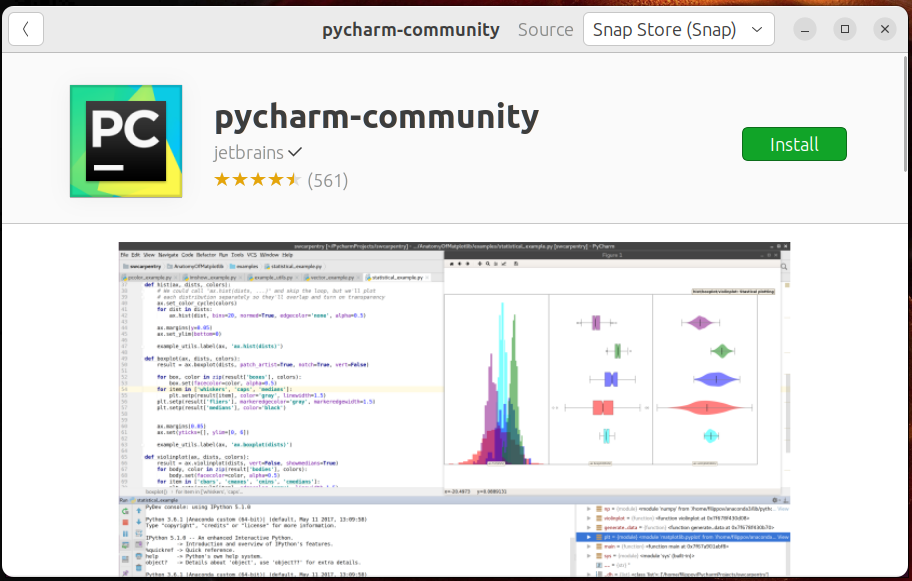 pycharm-community Source Snap Store (Snap)
PC
pycharm-community
jetbrains
(561)
Install
File Edit View Navigate Code Refactor Run Tools VCS Window Help
Figure 1
def hist(ax, dists, colors):
# We could call 'ax.hist(dists, ...)' and skip the loop, but we'll plot
# each distribution separately so they'll overlap and turn on transparency
ax.set_color_cycle(colors)
for dist in dists:
ax.hist(dist, bins=20, normed=True, edgecolor='none', alpha=0.5)
ax.margins(y=0.05)
ax.set_ylim(bottom=0)
example_utils.label(ax, 'ax.hist(dists)')
def boxplot(ax, dists, colors):
result = ax.boxplot(dists, patch_artist=True, notch=True, vert=False)
for box, color in zip(result['boxes'], colors):
box.set(facecolor=color, alpha=0.5)
for item in ['whiskers', 'caps', 'medians']:
plt.setp(result[item], color='gray', linewidth=1.5)
plt.setp(result['fliers'], markeredgecolor='gray', markeredgewidth=1.5)
plt.setp(result['medians'], color='black')
ax.margins(0.05)
ax.set(yticks=[], ylim=[0, 6])
example_utils.label(ax, 'ax.boxplot(dists)')
def violinplot(ax, dists, colors):
result = ax.violinplot(dists, vert=False, showmedians=True)
for body, color in zip(result['bodies'], colors):
body.set(facecolor=color, alpha=0.5)
for item in ['cbars', 'cmaxes', 'cmins', 'cmedians']:
PyDev console: using IPython 5.1.0
Python 3.6.1 |Anaconda custom (64-bit)| (default, May 11 2017, 13:09:58)
Type "copyright", "credits" or "license" for more information.
IPython 5.1.0 -- An enhanced Interactive Python.
? -> Introduction and overview of IPython's features.
%quickref -> Quick reference.
help -> Python's own help system.
object? -> Details about 'object', use 'object??' for extra details.
Python 3.6.1 |Anaconda custom (64-bit)| (default, May 11 2017, 13:09:58)